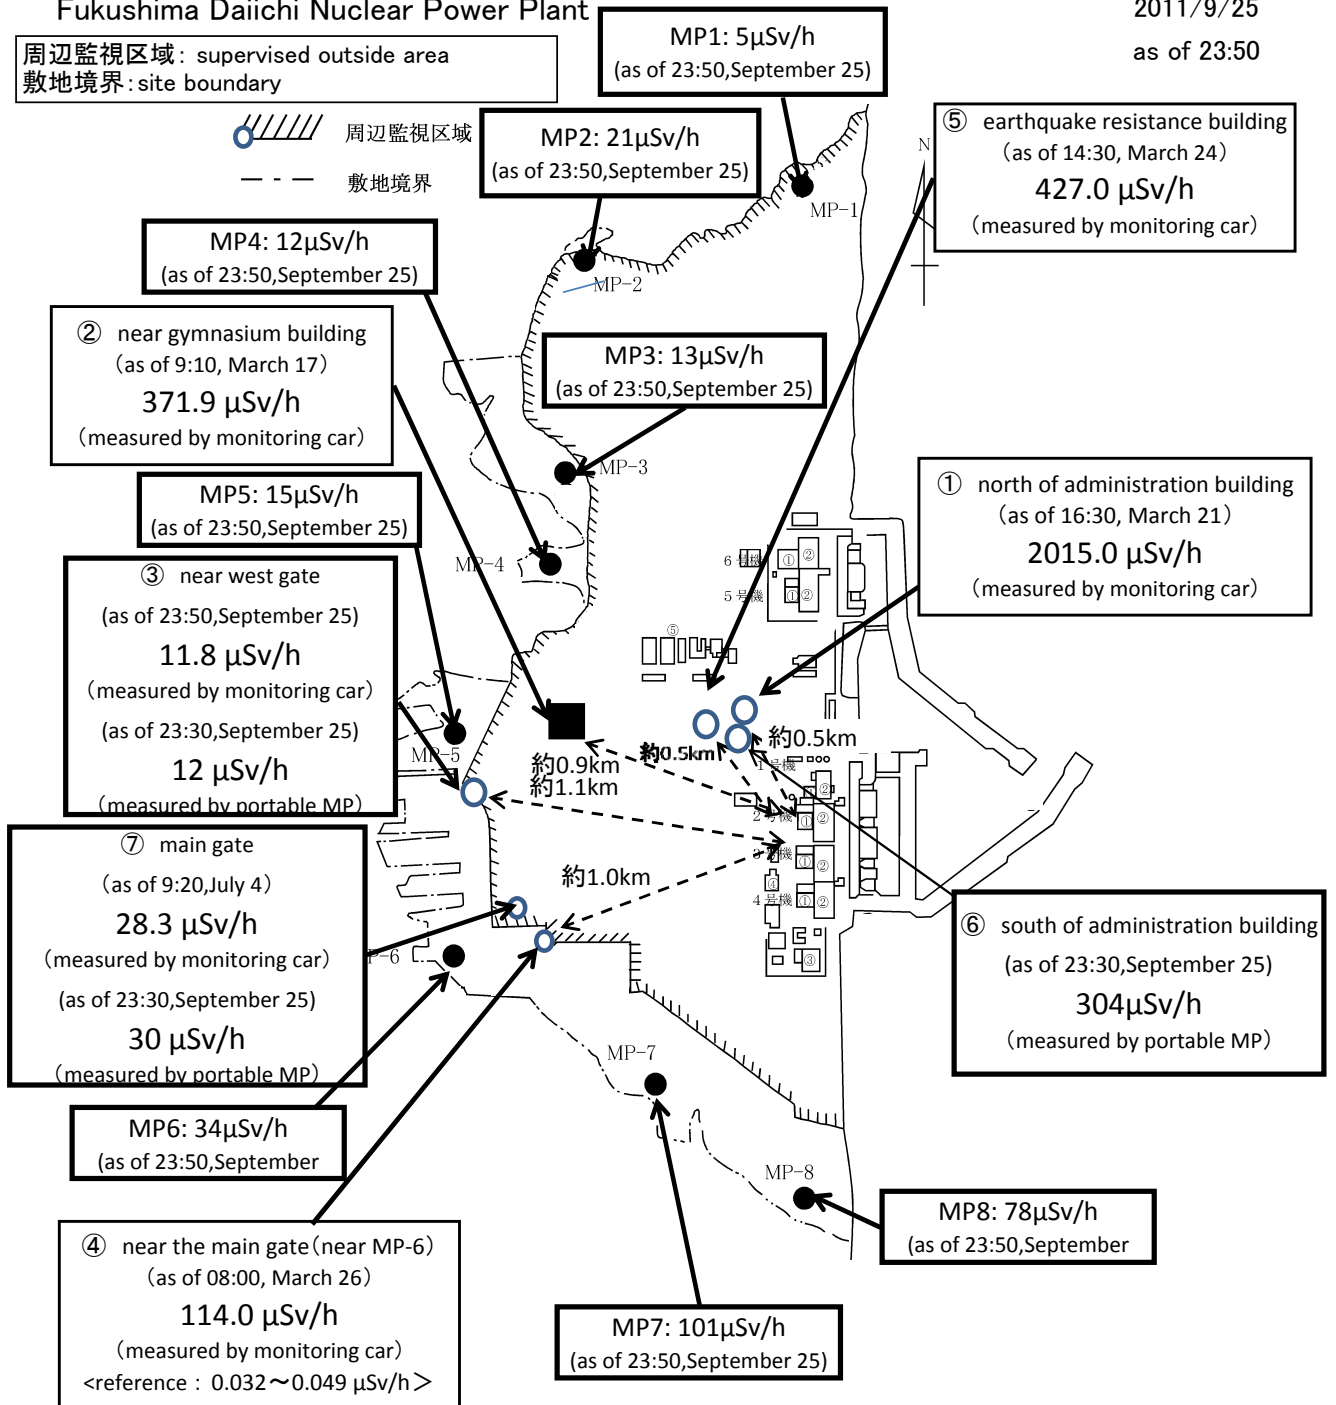 Fukushima Daiichi Nuclear Power Plant
2011/9/25
as of 23:50
周辺監視区域: supervised outside area
敷地境界:site boundary
周辺監視区域
敷地境界
MP1: 5μSv/h
(as of 23:50,September 25)
MP2: 21μSv/h
(as of 23:50,September 25)
⑤ earthquake resistance building
(as of 14:30, March 24)
427.0 μSv/h
(measured by monitoring car)
N
MP-1
MP4: 12μSv/h
(as of 23:50,September 25)
MP-2
② near gymnasium building
(as of 9:10, March 17)
371.9 μSv/h
(measured by monitoring car)
MP3: 13μSv/h
(as of 23:50,September 25)
MP-3
MP5: 15μSv/h
(as of 23:50,September 25)
① north of administration building
(as of 16:30, March 21)
2015.0 μSv/h
(measured by monitoring car)
MP-4
③ near west gate
(as of 23:50,September 25)
11.8 μSv/h
(measured by monitoring car)
(as of 23:30,September 25)
12 μSv/h
(measured by portable MP)
6号機
① ②
5号機
① ②
⑤
MP-5
約0.9km
約1.1km
約0.5km
約0.5km
1号機
②
2号機
① ②
3号機
① ②
④
4号機
① ②
③
約1.0km
⑦ main gate
(as of 9:20,July 4)
28.3 μSv/h
(measured by monitoring car)
(as of 23:30,September 25)
30 μSv/h
(measured by portable MP)
P-6
⑥ south of administration building
(as of 23:30,September 25)
304μSv/h
(measured by portable MP)
MP-7
MP6: 34μSv/h
(as of 23:50,September
MP-8
MP8: 78μSv/h
(as of 23:50,September
④ near the main gate(near MP-6)
(as of 08:00, March 26)
114.0 μSv/h
(measured by monitoring car)
<reference : 0.032～0.049 μSv/h>
MP7: 101μSv/h
(as of 23:50,September 25)